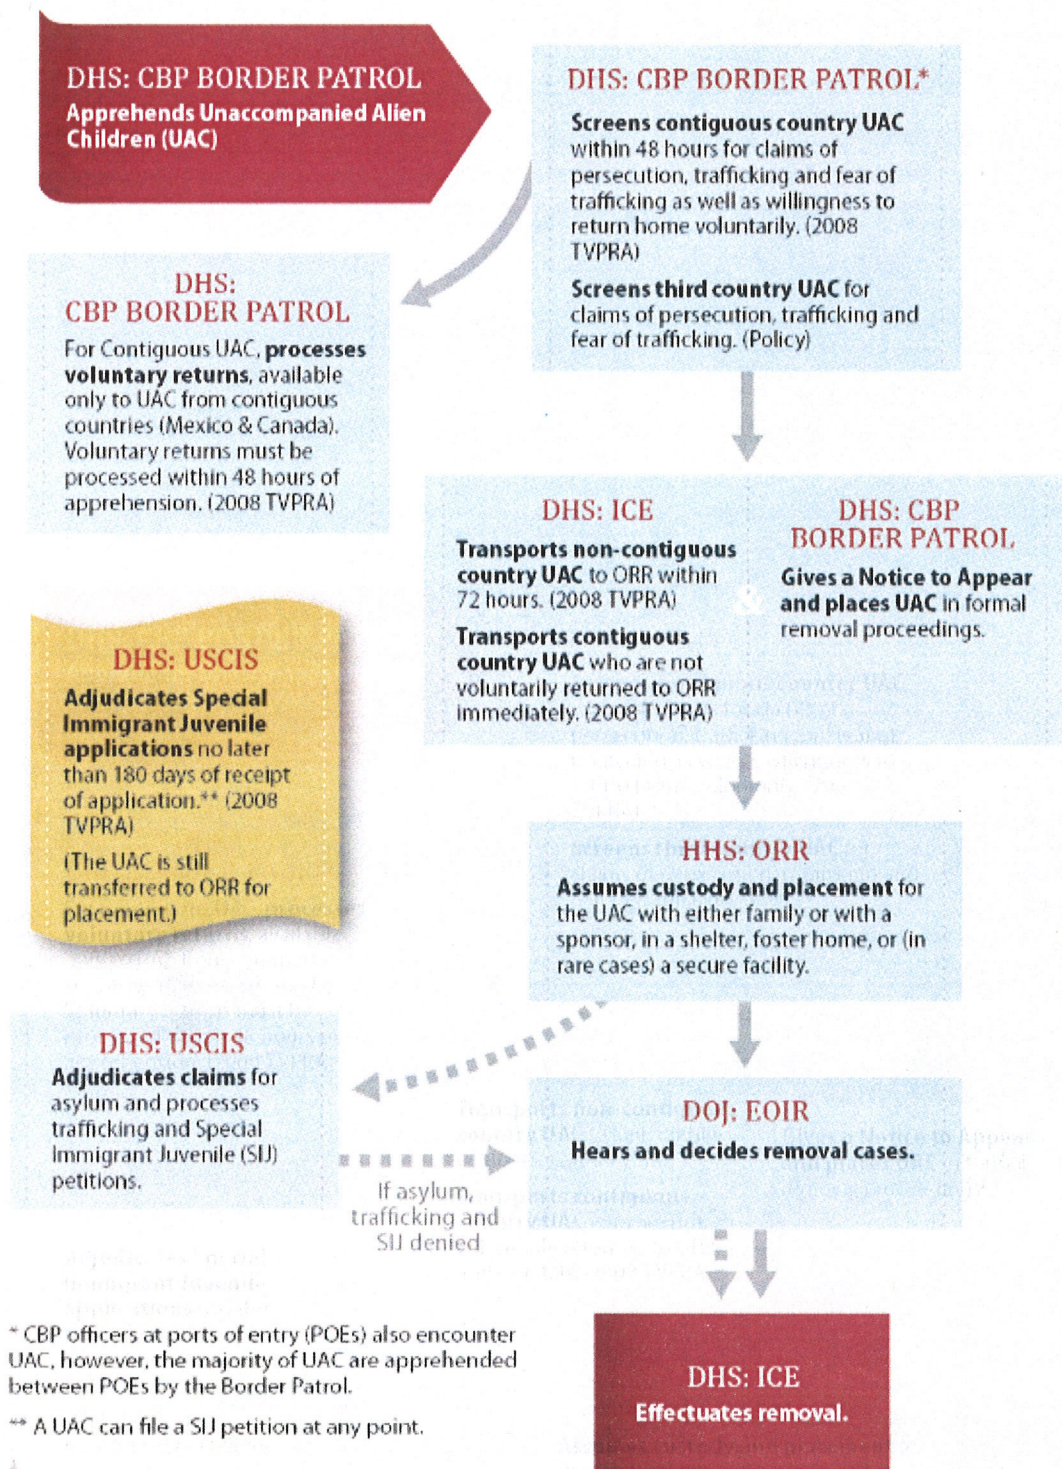 DHS: CBP BORDER PATROL
Apprehends Unaccompanied Alien
Children (UAC)
DHS: CBP BORDER PATROL*
Screens contiguous country UAC
within 48 hours for claims of
persecution, trafficking and fear of
trafficking as well as willingness to
return home voluntarily. (2008
TVPRA)
Screens third country UAC for
claims of persecution, trafficking and
fear of trafficking. (Policy)
DHS:
CBP BORDER PATROL
For Contiguous UAC, processes
voluntary returns, available
only to UAC from contiguous
countries (Mexico & Canada).
Voluntary returns must be
processed within 48 hours of
apprehension. (2008 TVPRA)
DHS: ICE
Transports non-contiguous
country UAC to ORR within
72 hours. (2008 TVPRA)
Transports contiguous
country UAC who are not
voluntarily returned to ORR
immediately. (2008 TVPRA)
&
DHS: CBP
BORDER PATROL
Gives a Notice to Appear
and places UAC in formal
removal proceedings.
DHS: USCIS
Adjudicates Special
Immigrant Juvenile
applications no later
than 180 days of receipt
of application.** (2008
TVPRA)
(The UAC is still
transferred to ORR for
placement.)
HHS: ORR
Assumes custody and placement for
the UAC with either family or with a
sponsor, in a shelter, foster home, or (in
rare cases) a secure facility.
DHS: USCIS
Adjudicates claims for
asylum and processes
trafficking and Special
Immigrant Juvenile (SIJ)
petitions.
If asylum,
trafficking and
SIJ denied
DOJ: EOIR
Hears and decides removal cases.
DHS: ICE
Effectuates removal.
* CBP officers at ports of entry (POEs) also encounter
UAC, however, the majority of UAC are apprehended
between POEs by the Border Patrol.
** A UAC can file a SIJ petition at any point.